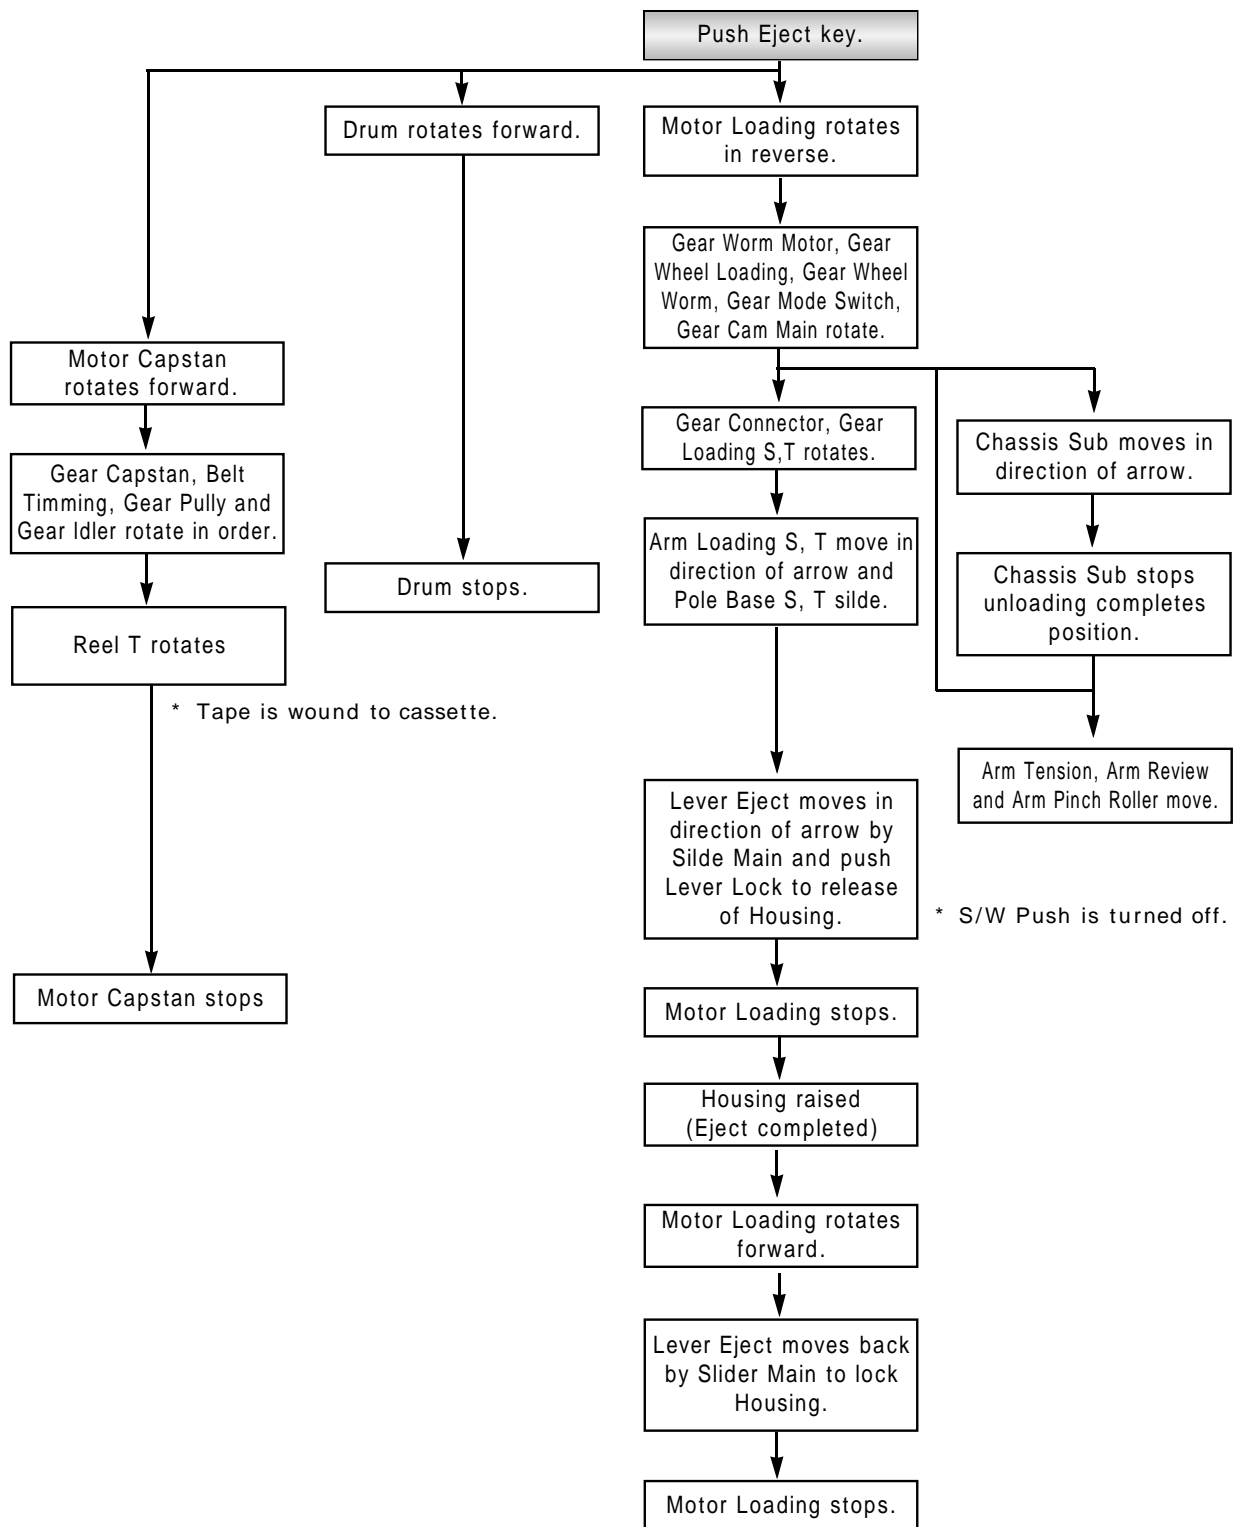 Push Eject key.
Drum rotates forward.
Motor Loading rotates
in reverse.
Gear Worm Motor, Gear
Wheel Loading, Gear Wheel
Worm, Gear Mode Switch,
Gear Cam Main rotate.
Motor Capstan
rotates forward.
Gear Connector, Gear
Loading S,T rotates.
Chassis Sub moves in
direction of arrow.
Gear Capstan, Belt
Timming, Gear Pully and
Gear Idler rotate in order.
Arm Loading S, T move in
direction of arrow and
Pole Base S, T silde.
Drum stops.
Chassis Sub stops
unloading completes
position.
Reel T rotates
* Tape is wound to cassette.
Arm Tension, Arm Review
and Arm Pinch Roller move.
Lever Eject moves in
direction of arrow by
Silde Main and push
Lever Lock to release
of Housing.
* S/W Push is turned off.
Motor Capstan stops
Motor Loading stops.
Housing raised
(Eject completed)
Motor Loading rotates
forward.
Lever Eject moves back
by Slider Main to lock
Housing.
Motor Loading stops.